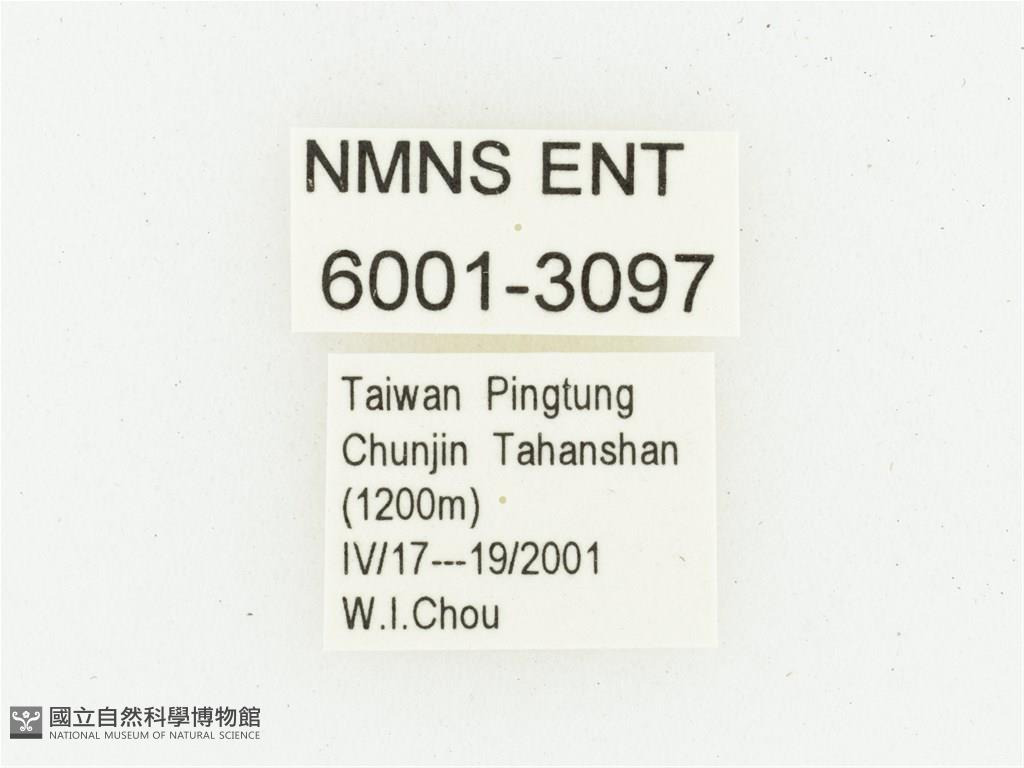 NMNS ENT
6001-3097
Taiwan Pingtung
Chunjin Tahanshan
(1200m)
IV/17---19/2001
W.I.Chou
國立自然科學博物館
NATIONAL MUSEUM OF NATURAL SCIENCE